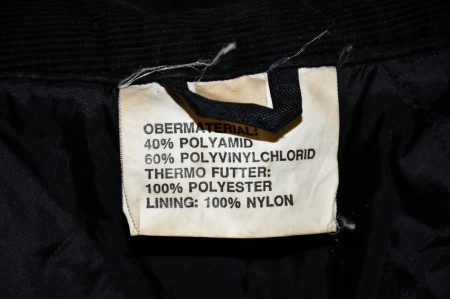 OBERMATERIAL:
40% POLYAMID
60% POLYVINYLCHLORID
THERMO FUTTER:
100% POLYESTER
LINING: 100% NYLON